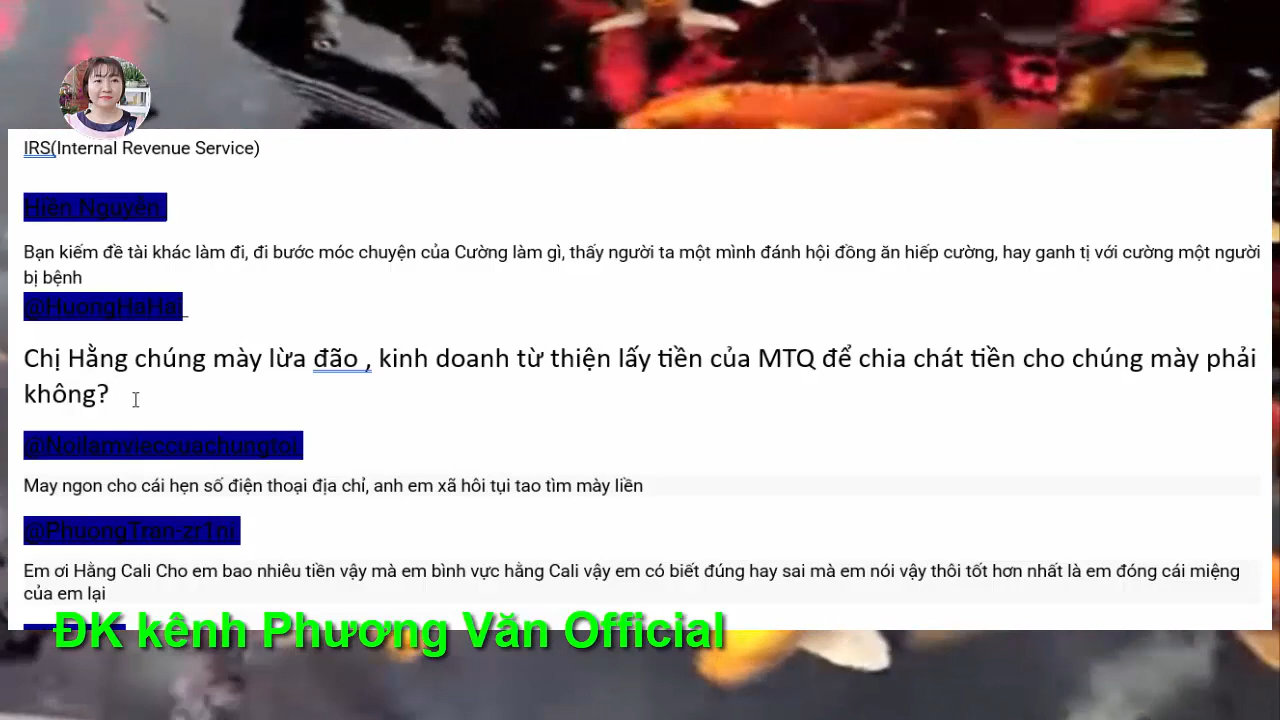 IRS(Internal Revenue Service)
Hiền Nguyễn
Bạn kiếm đề tài khác làm đi, đi bước móc chuyện của Cường làm gì, thấy người ta một mình đánh hội đồng ăn hiếp cường, hay ganh tị với cường một người
bị bệnh
@HuongHaHa
Chị Hằng chúng mày lừa đão , kinh doanh từ thiện lấy tiền của MTQ để chia chát tiền cho chúng mày phải
không?
@Noilamvieccuachungtoi
May ngon cho cái hẹn số điện thoại địa chỉ, anh em xã hôi tụi tao tìm mày liền
@PhuongTran-zr1ni
Em ơi Hằng Cali Cho em bao nhiêu tiền vậy mà em bình vực hằng Cali vậy em có biết đúng hay sai mà em nói vậy thôi tốt hơn nhất là em đóng cái miệng
của em lại
ĐK kênh Phương Văn Official